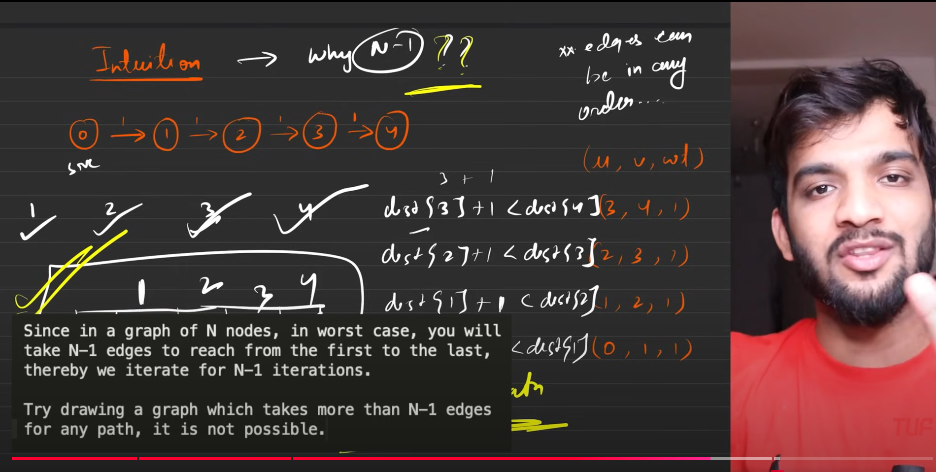 Intuition → Why N-1 ??
** edges can
be in any
order....
0 → 1 → 2 → 3 → 4
1 1 1 1
src
(u, v, wt)
3 + 1
dist[3]+1 < dist[4] (3, 4, 1)
1 2 3 4
dist[2]+1 < dist[3] (2, 3, 1)
1 2 3 4
dist[1]+1 < dist[2] (1, 2, 1)
< dist[1] (0, 1, 1)
Since in a graph of N nodes, in worst case, you will
take N-1 edges to reach from the first to the last,
thereby we iterate for N-1 iterations.
Try drawing a graph which takes more than N-1 edges
for any path, it is not possible.
TUF